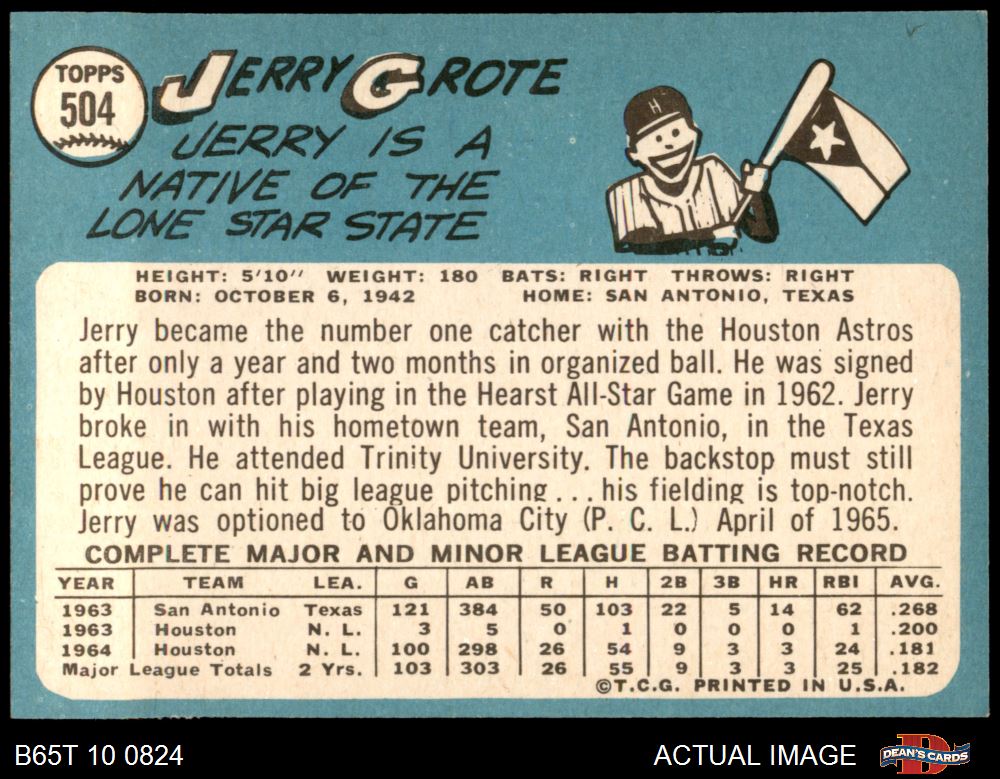 TOPPS
504
JERRY GROTE
JERRY IS A
NATIVE OF THE
LONE STAR STATE
H
HEIGHT: 5'10" WEIGHT: 180 BATS: RIGHT THROWS: RIGHT
BORN: OCTOBER 6, 1942 HOME: SAN ANTONIO, TEXAS
Jerry became the number one catcher with the Houston Astros
after only a year and two months in organized ball. He was signed
by Houston after playing in the Hearst All-Star Game in 1962. Jerry
broke in with his hometown team, San Antonio, in the Texas
League. He attended Trinity University. The backstop must still
prove he can hit big league pitching . . . his fielding is top-notch.
Jerry was optioned to Oklahoma City (P. C. L.) April of 1965.
COMPLETE MAJOR AND MINOR LEAGUE BATTING RECORD
YEAR TEAM LEA. G AB R H 2B 3B HR RBI AVG.
1963 San Antonio Texas 121 384 50 103 22 5 14 62 .268
1963 Houston N. L. 3 5 0 1 0 0 0 1 .200
1964 Houston N. L. 100 298 26 54 9 3 3 24 .181
Major League Totals 2 Yrs. 103 303 26 55 9 3 3 25 .182
©T.C.G. PRINTED IN U.S.A.
B65T 10 0824
ACTUAL IMAGE
DEAN'S CARDS